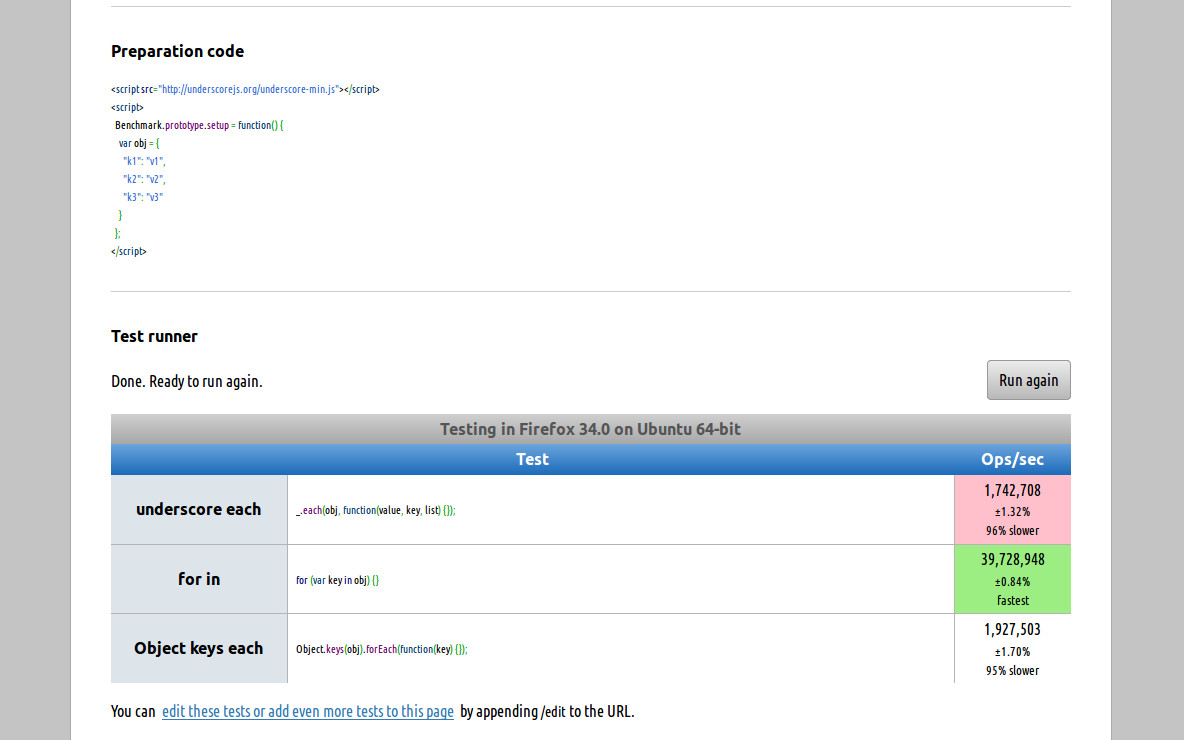 Preparation code
<script src="http://underscorejs.org/underscore-min.js"></script>
<script>
Benchmark.prototype.setup = function() {
var obj = {
"k1": "v1",
"k2": "v2",
"k3": "v3"
}
};
</script>
Test runner
Done. Ready to run again.
Run again
Testing in Firefox 34.0 on Ubuntu 64-bit
Test Ops/sec
underscore each _.each(obj, function(value, key, list) {}); 1,742,708
±1.32%
96% slower
for in for (var key in obj) {} 39,728,948
±0.84%
fastest
Object keys each Object.keys(obj).forEach(function(key) {}); 1,927,503
±1.70%
95% slower
You can edit these tests or add even more tests to this page by appending /edit to the URL.